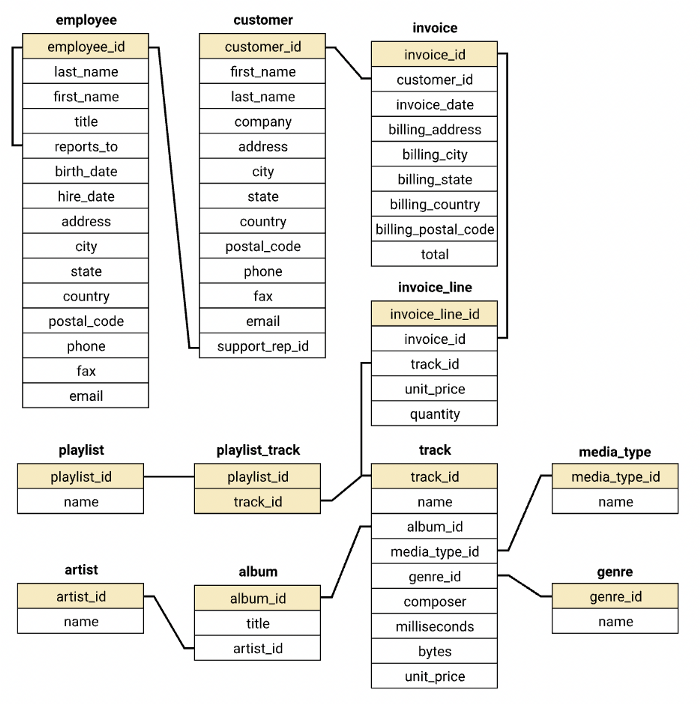 employee
employee_id
last_name
first_name
title
reports_to
birth_date
hire_date
address
city
state
country
postal_code
phone
fax
email
customer
customer_id
first_name
last_name
company
address
city
state
country
postal_code
phone
fax
email
support_rep_id
invoice
invoice_id
customer_id
invoice_date
billing_address
billing_city
billing_state
billing_country
billing_postal_code
total
invoice_line
invoice_line_id
invoice_id
track_id
unit_price
quantity
playlist
playlist_id
name
playlist_track
playlist_id
track_id
track
track_id
name
album_id
media_type_id
genre_id
composer
milliseconds
bytes
unit_price
media_type
media_type_id
name
artist
artist_id
name
album
album_id
title
artist_id
genre
genre_id
name